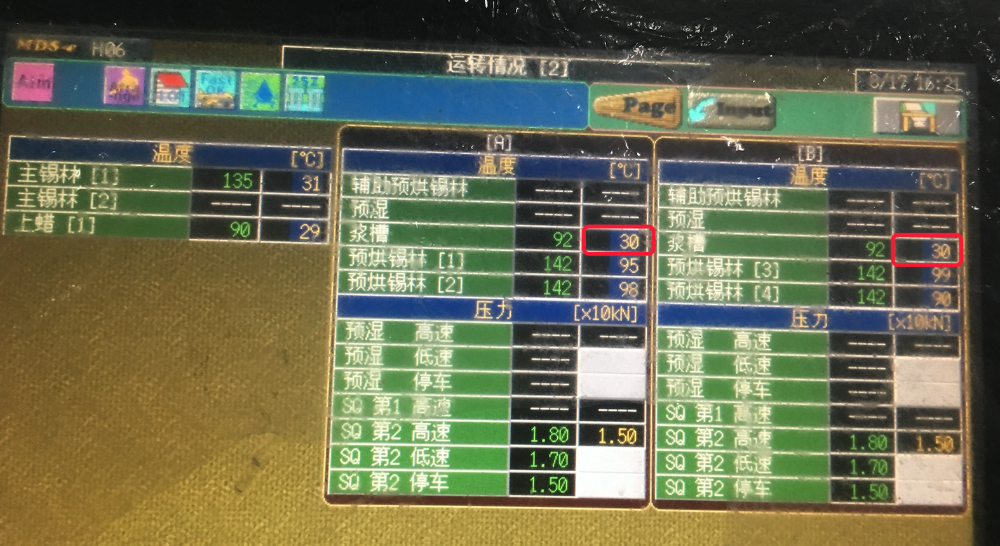 MDS-e H06
运转情况 [2]
8/17 16:21
Aim
Page
Input
温度 [℃]
主锡林 [1] 135 31
主锡林 [2] ---- ----
上蜡 [1] 90 29
[A]
温度 [℃]
辅助预烘锡林 ---- ----
预湿 ---- ----
浆槽 92 30
预烘锡林 [1] 142 95
预烘锡林 [2] 142 98
压力 [x10kN]
预湿 高速 ---- ----
预湿 低速 ----
预湿 停车 ----
SQ 第1 高速 ---- ----
SQ 第2 高速 1.80 1.50
SQ 第2 低速 1.70
SQ 第2 停车 1.50
[B]
温度 [℃]
辅助预烘锡林 ---- ----
预湿 ---- ----
浆槽 92 30
预烘锡林 [3] 142 99
预烘锡林 [4] 142 90
压力 [x10kN]
预湿 高速 ---- ----
预湿 低速 ----
预湿 停车 ----
SQ 第1 高速 ---- ----
SQ 第2 高速 1.80 1.50
SQ 第2 低速 1.70
SQ 第2 停车 1.50